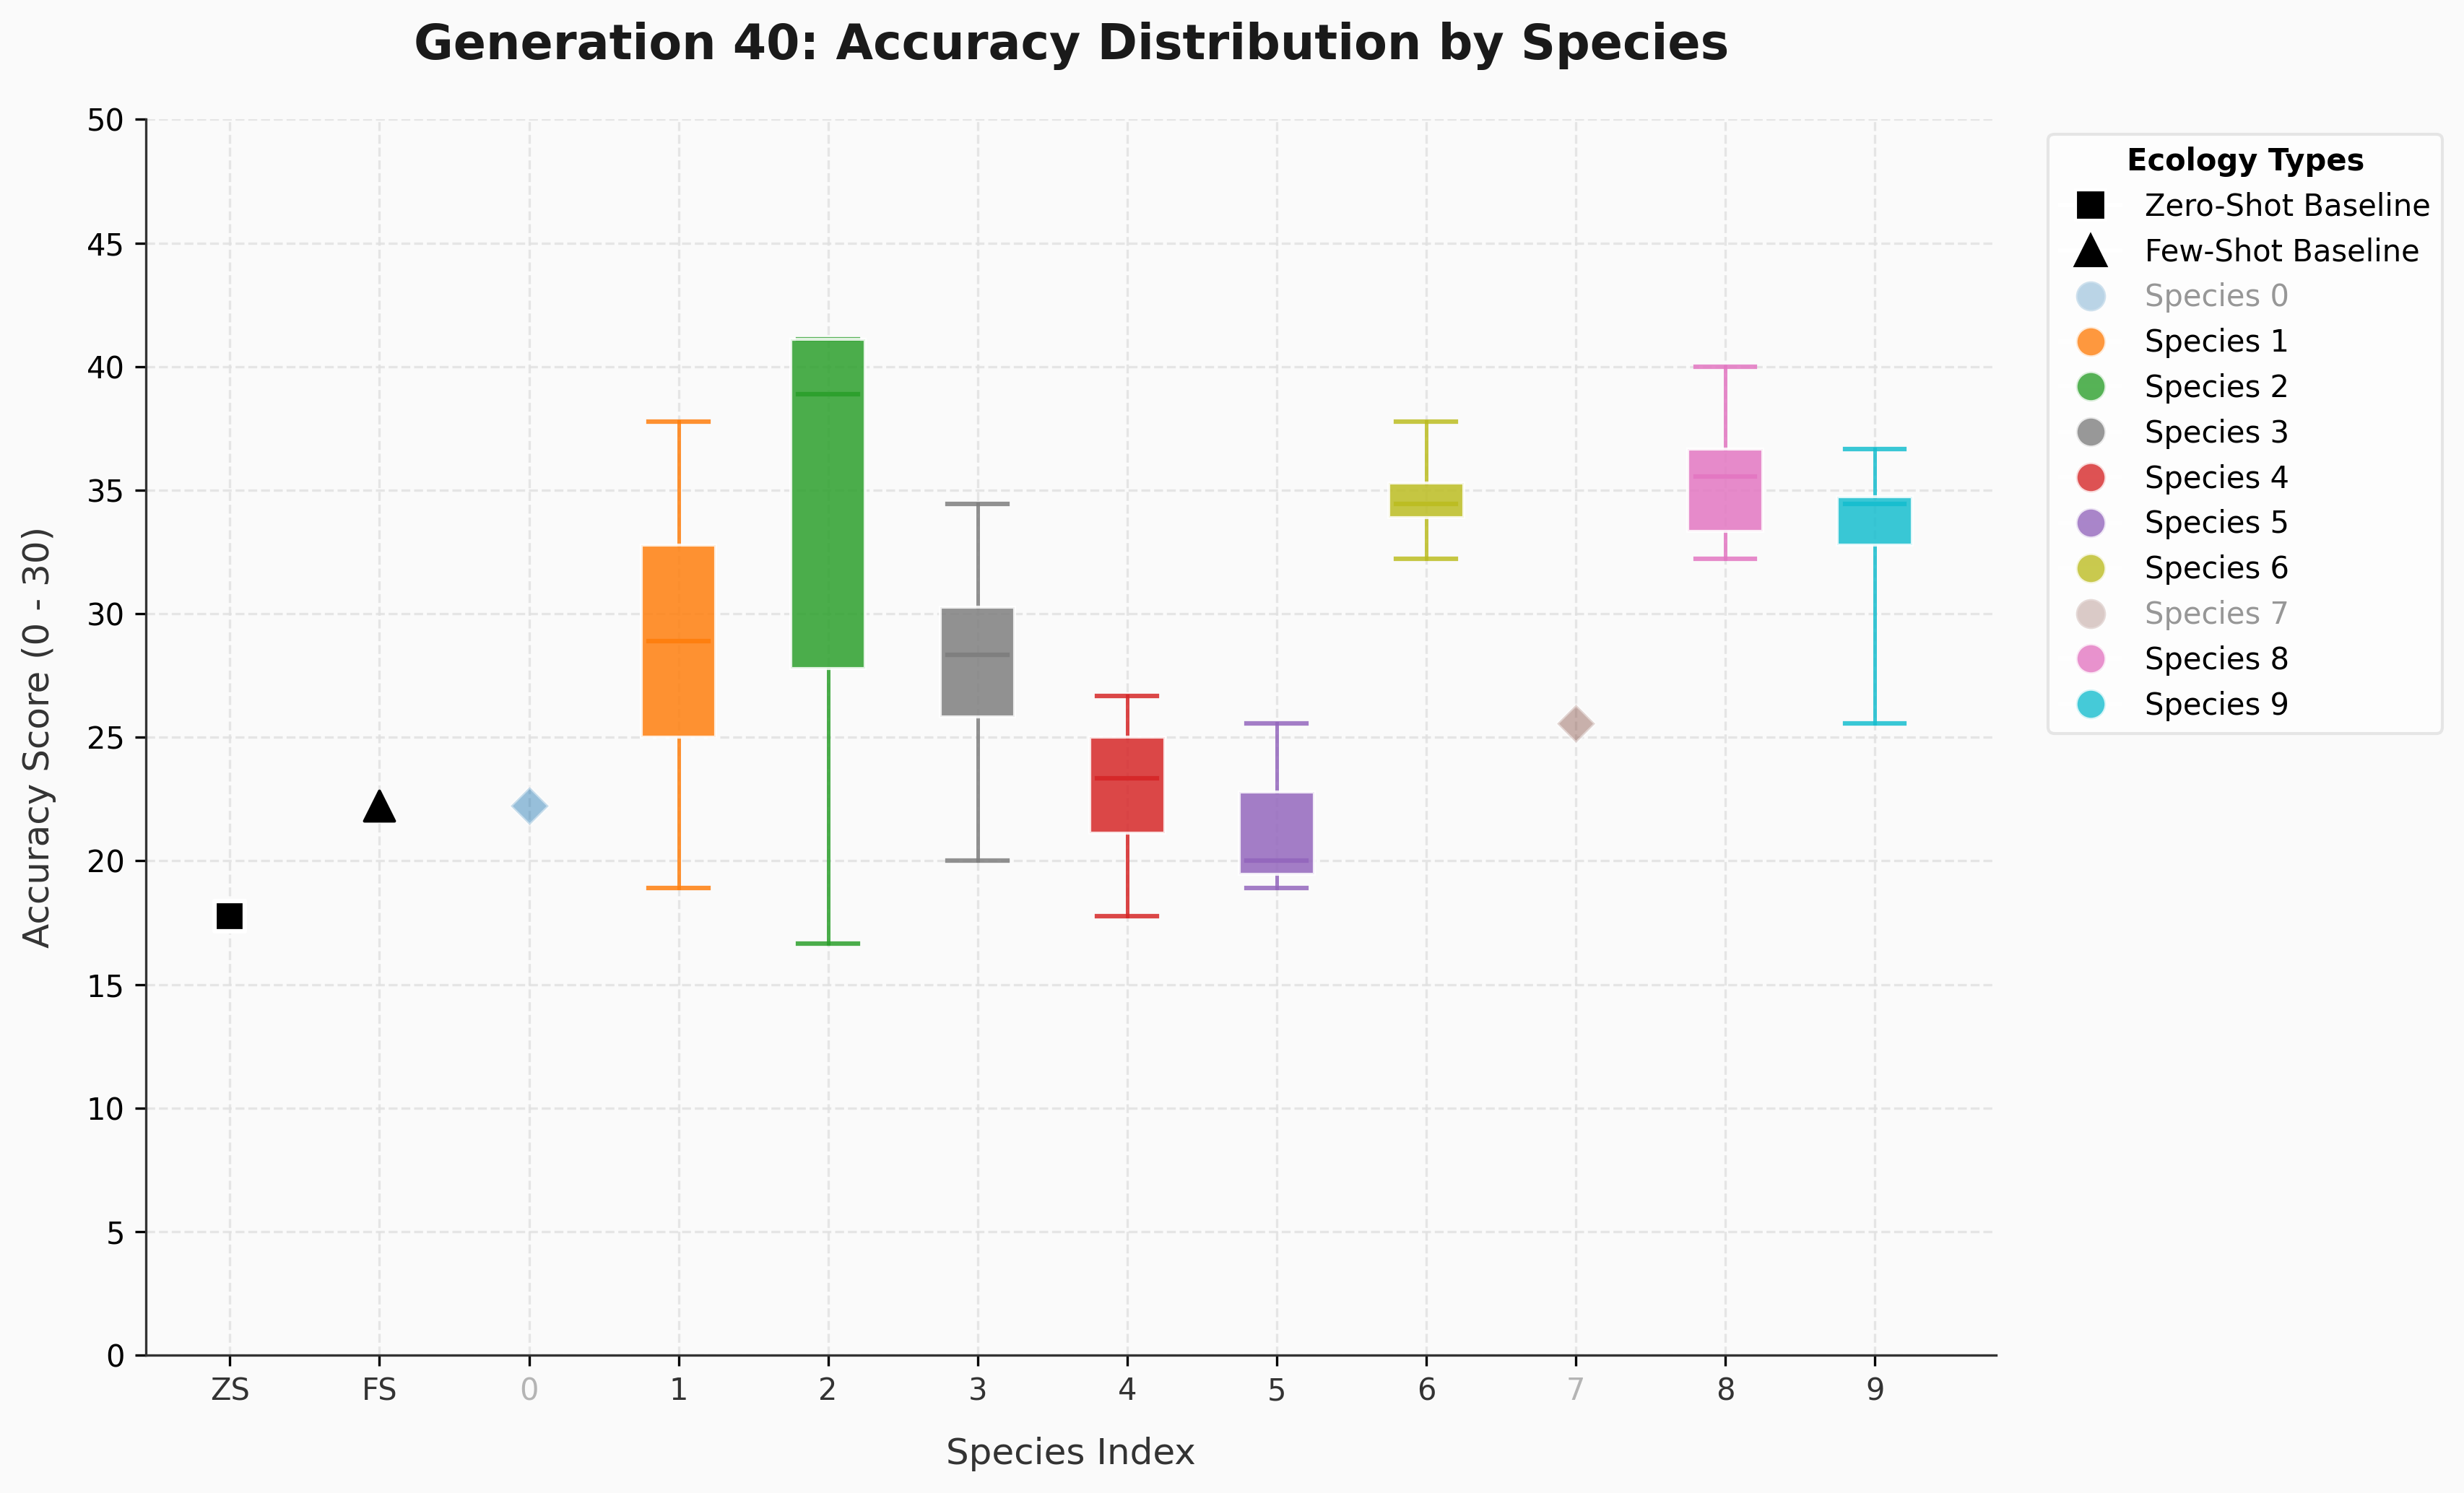 Generation 40: Accuracy Distribution by Species
50
45
40
35
30
25
20
15
10
5
0
Accuracy Score (0 - 30)
ZS FS 0 1 2 3 4 5 6 7 8 9
Species Index
Ecology Types
Zero-Shot Baseline
Few-Shot Baseline
Species 0
Species 1
Species 2
Species 3
Species 4
Species 5
Species 6
Species 7
Species 8
Species 9